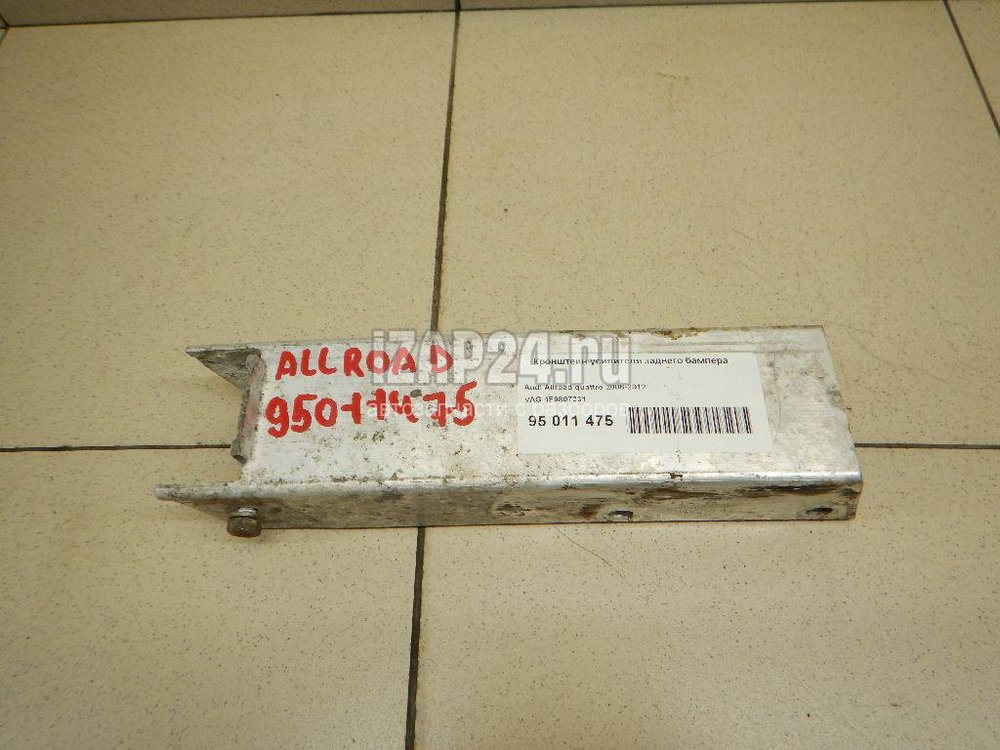 ALLROAD
95011475
iZAP24.ru
Кронштейн усилителя заднего бампера
Audi Allroad quattro 2006-2012
VAG 4F9807331
95 011 475